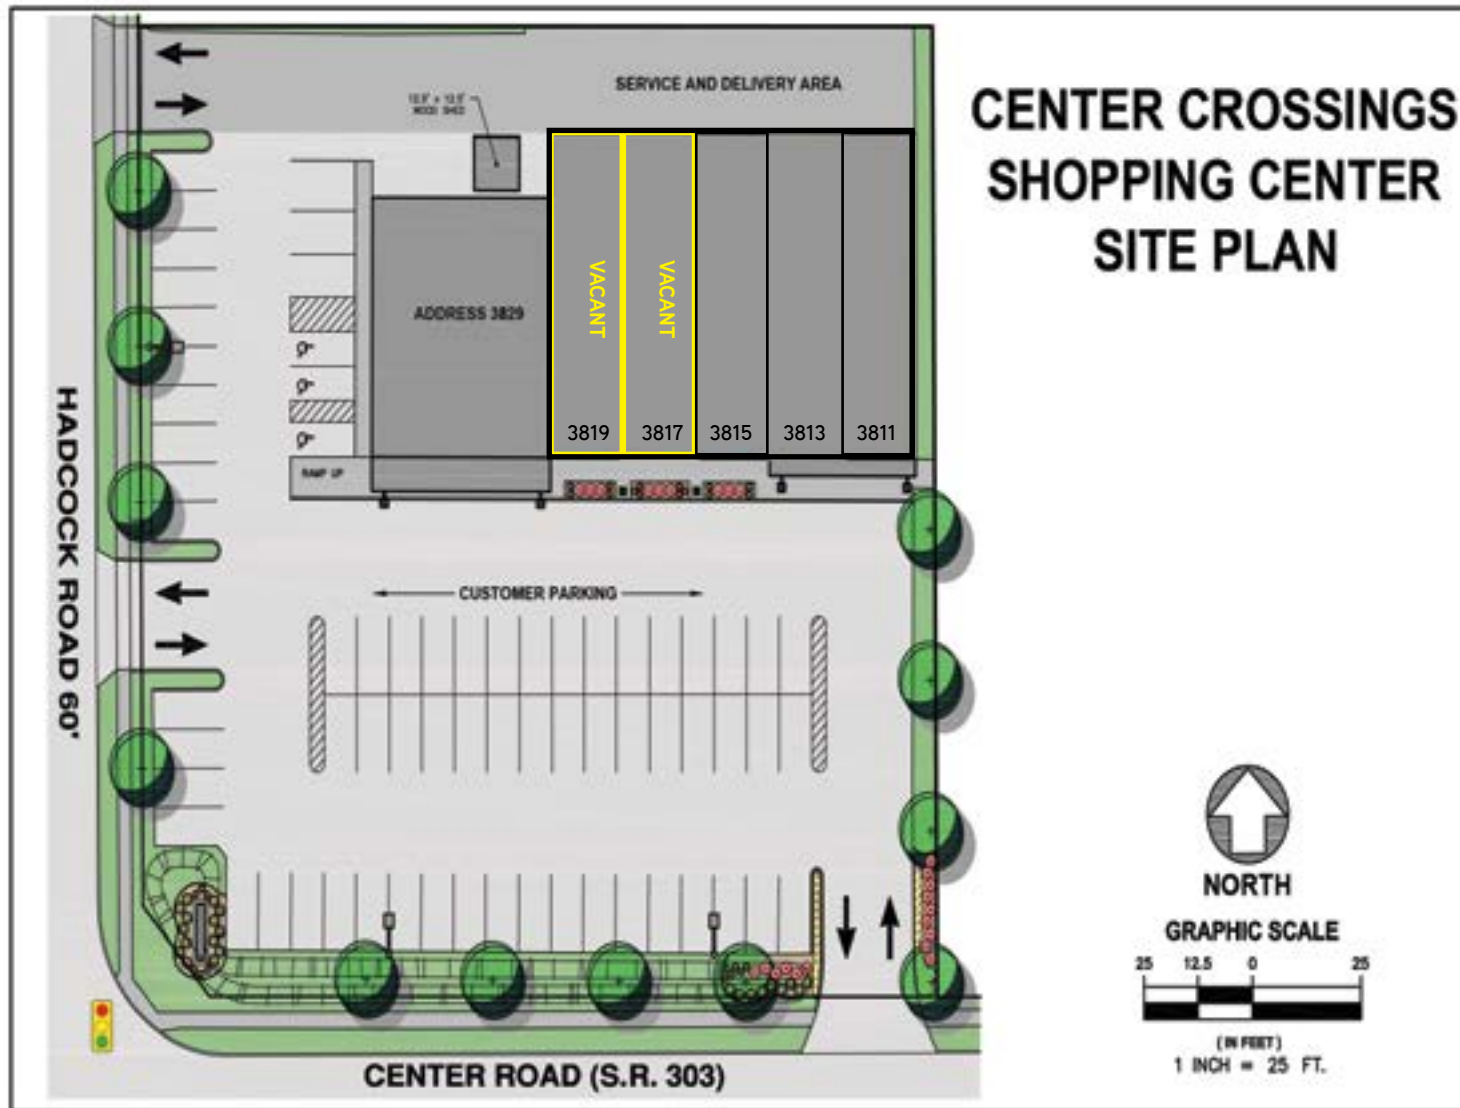 SERVICE AND DELIVERY AREA
WOOD SHED
CENTER CROSSINGS
SHOPPING CENTER
SITE PLAN
VACANT
VACANT
ADDRESS 3829
3819
3817
3815
3813
3811
RAMP UP
HADCOCK ROAD 60'
CUSTOMER PARKING
NORTH
GRAPHIC SCALE
25 12.5 0 25
( IN FEET )
1 INCH = 25 FT.
CENTER ROAD (S.R. 303)